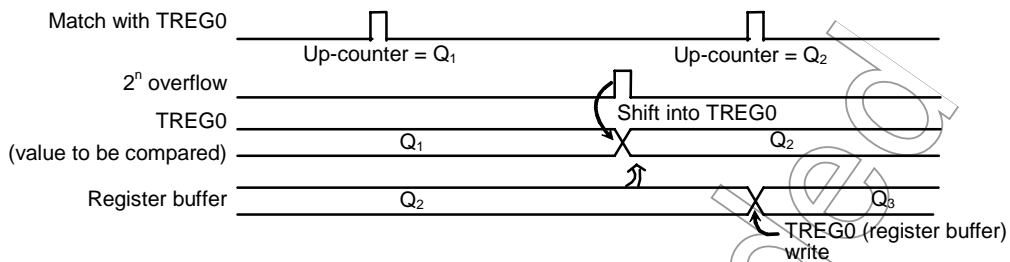 Match with TREG0
Up-counter = Q₁
Up-counter = Q₂
2ⁿ overflow
Shift into TREG0
TREG0
(value to be compared)
Q₁
Q₂
Register buffer
Q₂
Q₃
TREG0 (register buffer)
write